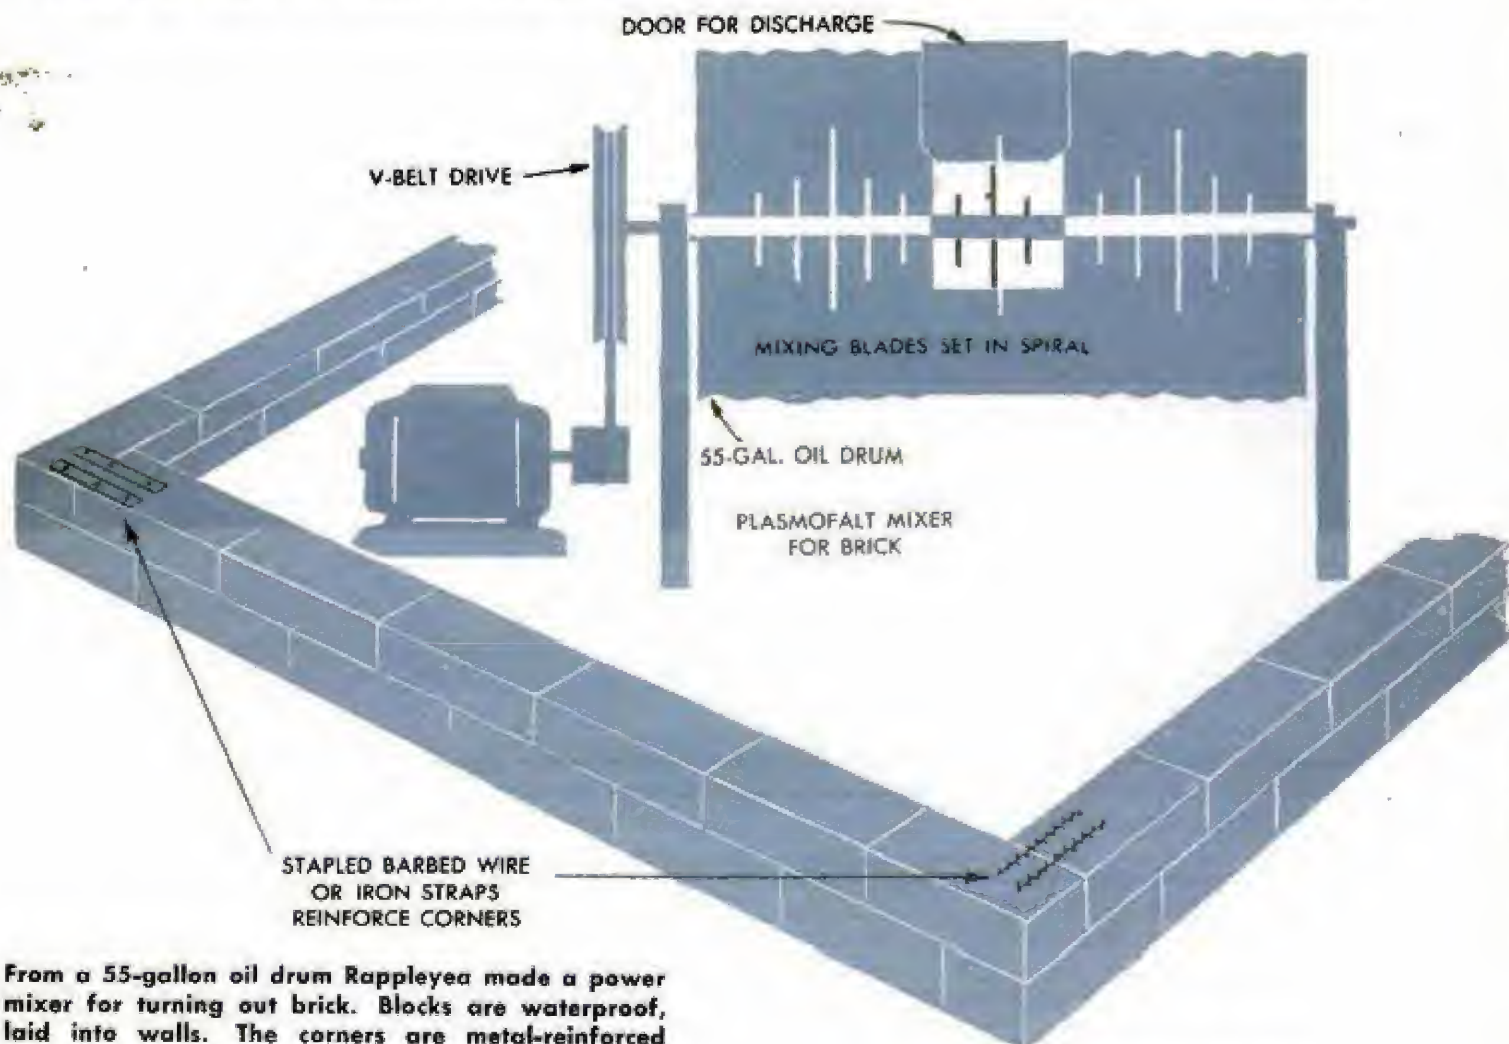 DOOR FOR DISCHARGE
V-BELT DRIVE
MIXING BLADES SET IN SPIRAL
55-GAL. OIL DRUM
PLASMOFALT MIXER
FOR BRICK
STAPLED BARBED WIRE
OR IRON STRAPS
REINFORCE CORNERS
From a 55-gallon oil drum Rappleyea made a power
mixer for turning out brick. Blocks are waterproof,
laid into walls. The corners are metal-reinforced